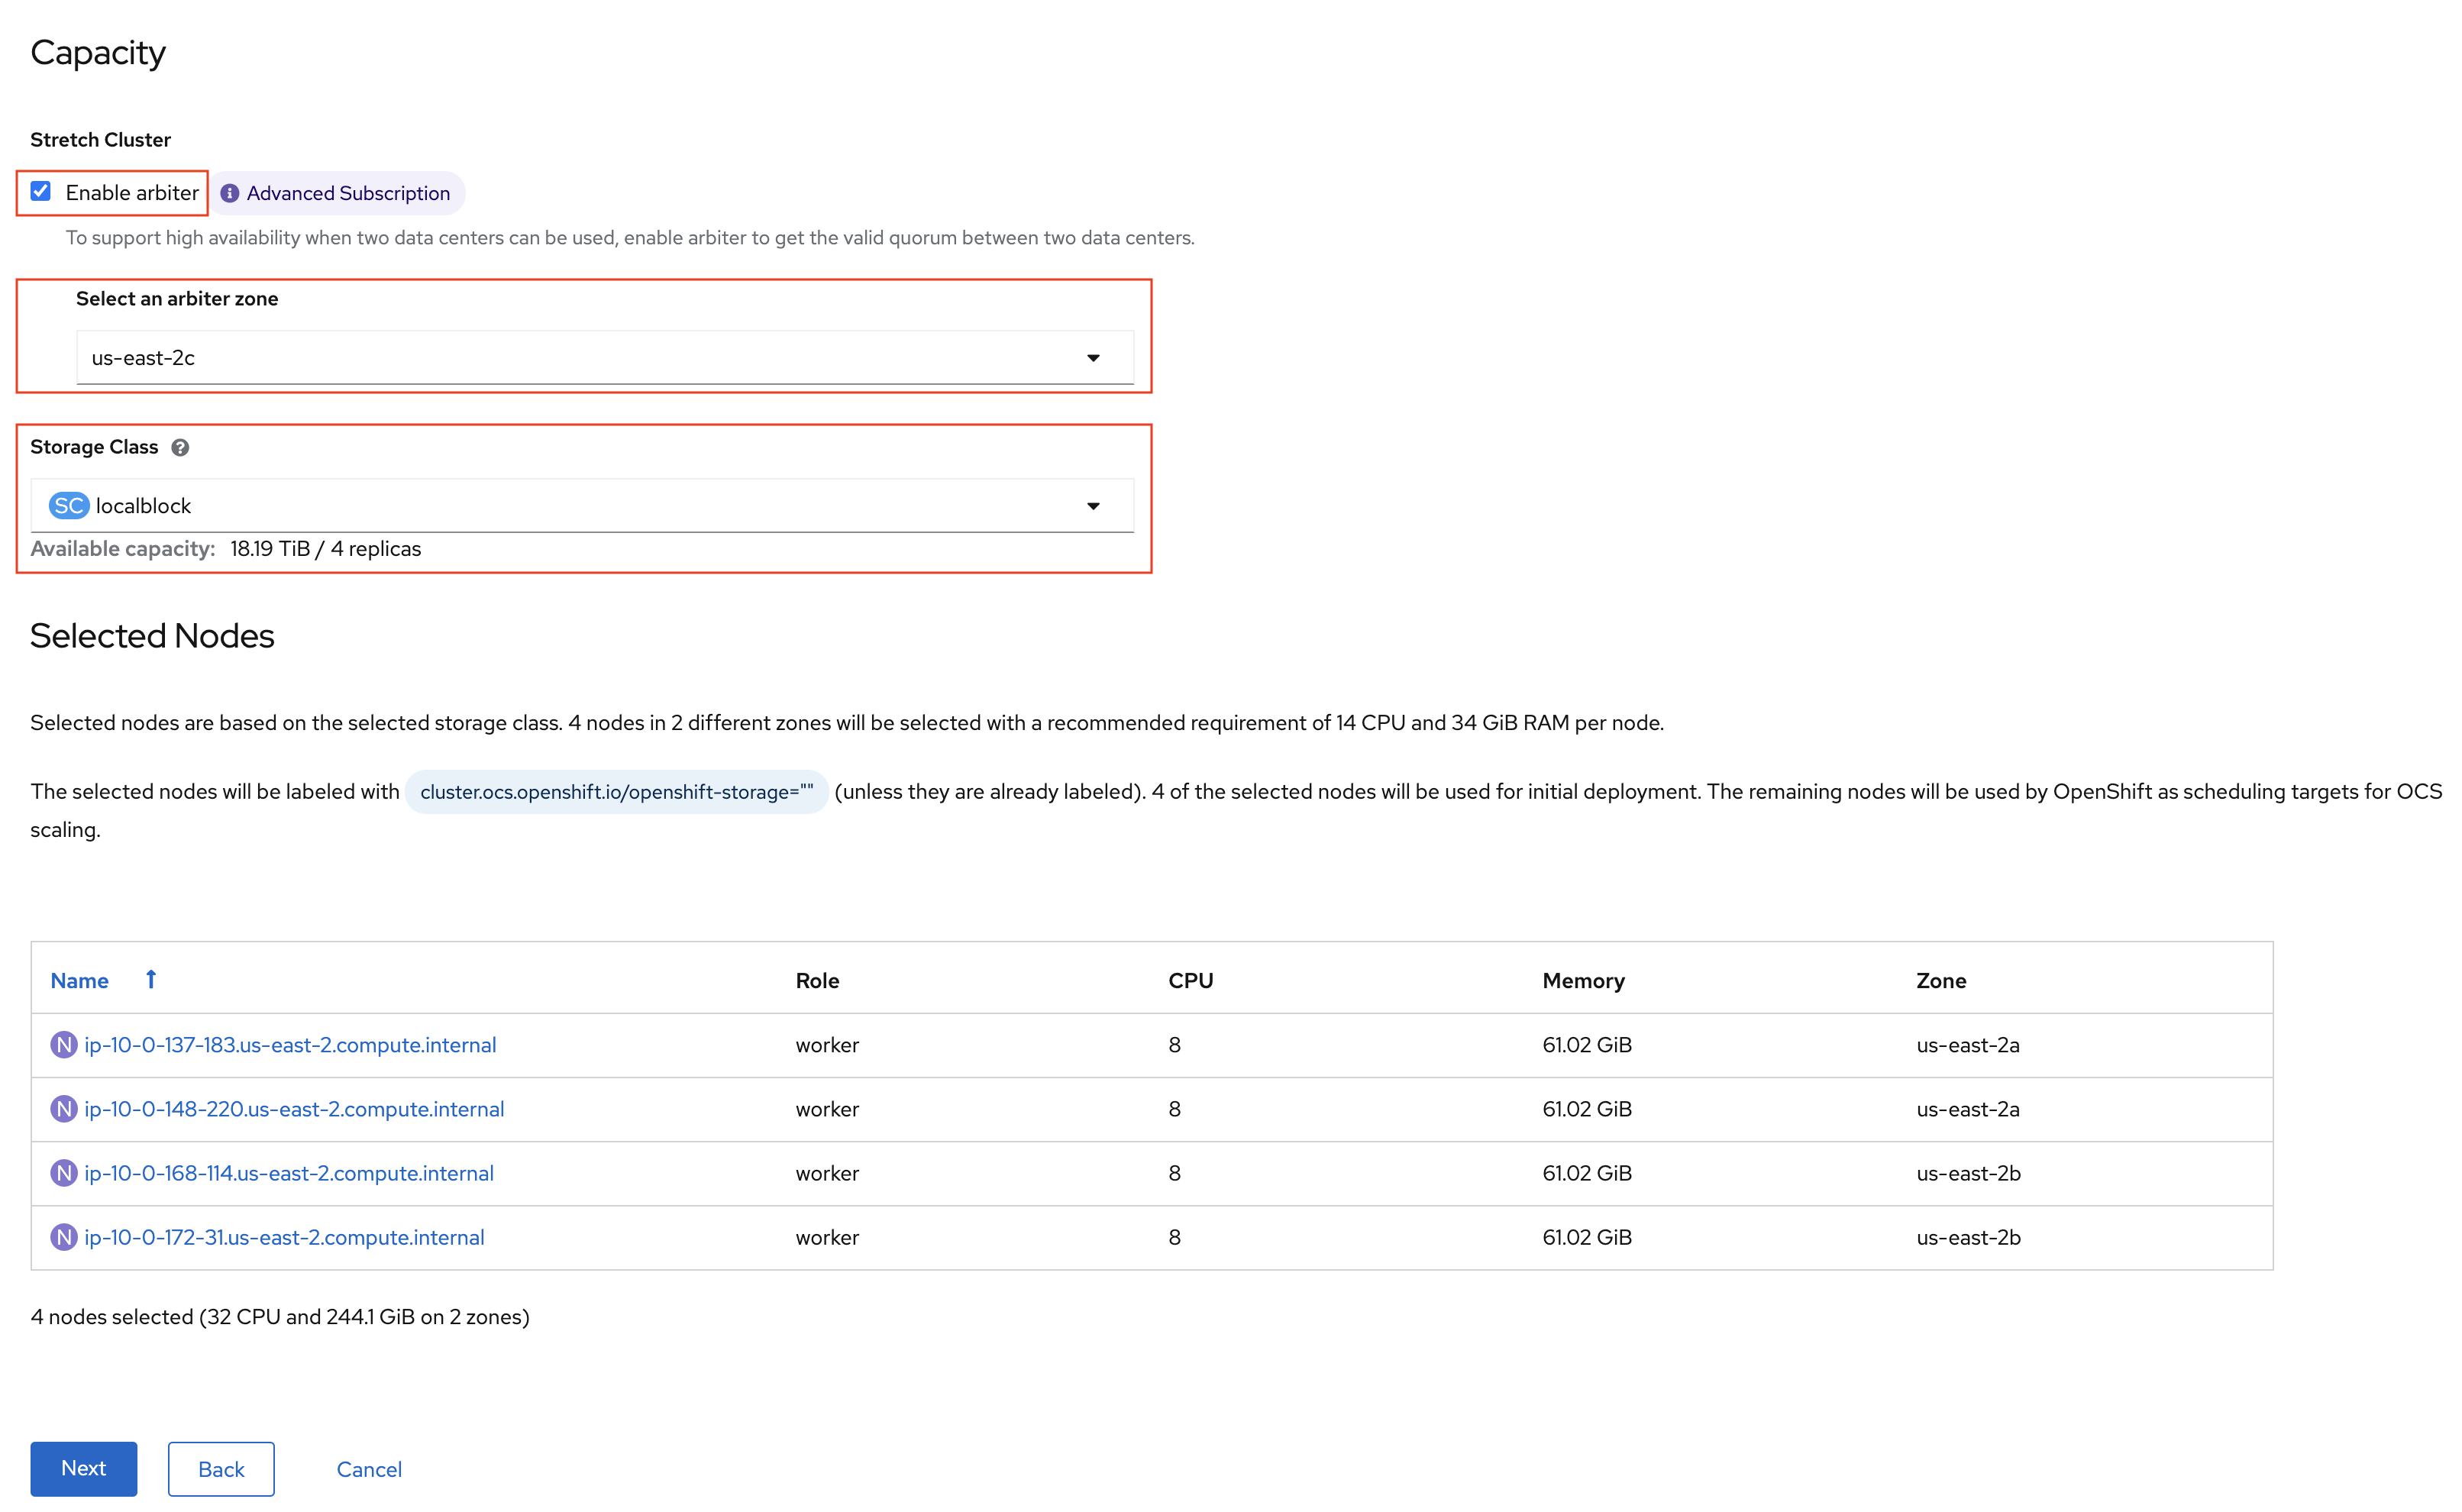 Capacity
Stretch Cluster
Enable arbiter Advanced Subscription
To support high availability when two data centers can be used, enable arbiter to get the valid quorum between two data centers.
Select an arbiter zone
us-east-2c
Storage Class
SC localblock
Available capacity: 18.19 TiB / 4 replicas
Selected Nodes
Selected nodes are based on the selected storage class. 4 nodes in 2 different zones will be selected with a recommended requirement of 14 CPU and 34 GiB RAM per node.
The selected nodes will be labeled with cluster.ocs.openshift.io/openshift-storage="" (unless they are already labeled). 4 of the selected nodes will be used for initial deployment. The remaining nodes will be used by OpenShift as scheduling targets for OCS
scaling.
Name Role CPU Memory Zone
N ip-10-0-137-183.us-east-2.compute.internal worker 8 61.02 GiB us-east-2a
N ip-10-0-148-220.us-east-2.compute.internal worker 8 61.02 GiB us-east-2a
N ip-10-0-168-114.us-east-2.compute.internal worker 8 61.02 GiB us-east-2b
N ip-10-0-172-31.us-east-2.compute.internal worker 8 61.02 GiB us-east-2b
4 nodes selected (32 CPU and 244.1 GiB on 2 zones)
Next Back Cancel